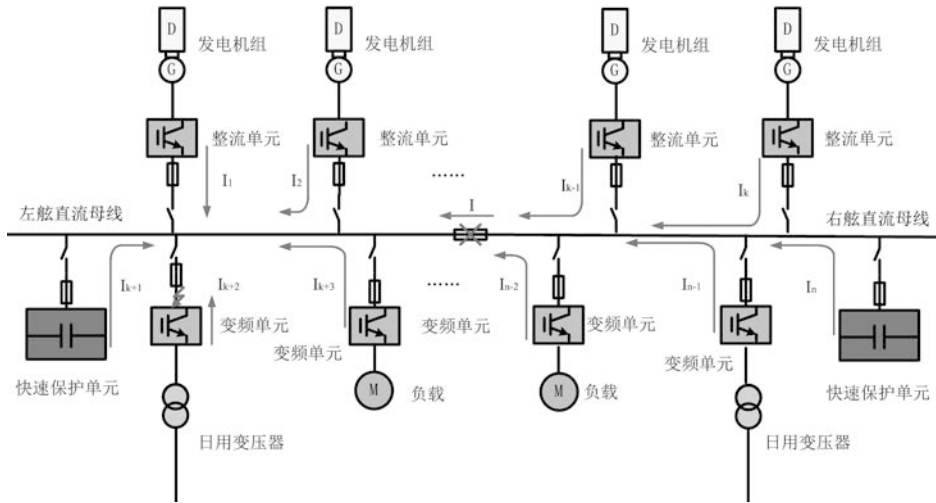 D
发电机组
G
D
发电机组
G
D
发电机组
G
D
发电机组
G
整流单元
整流单元
整流单元
整流单元
I1
I2
……
Ik-1
Ik
左舷直流母线
I
右舷直流母线
Ik+1
Ik+2
Ik+3
……
In-2
In-1
In
变频单元
变频单元
变频单元
变频单元
变频单元
快速保护单元
M
负载
M
负载
快速保护单元
日用变压器
日用变压器